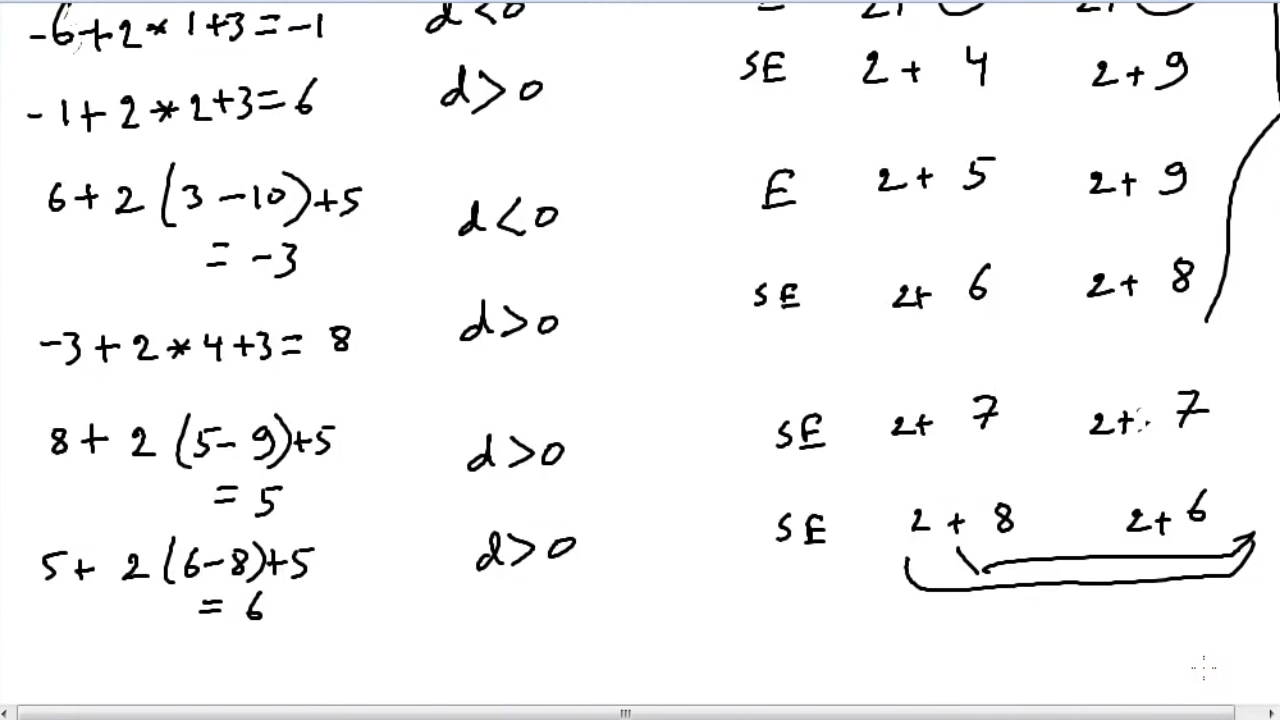 -6+2*1+3=-1 d<0
-1+2*2+3=6 d>0 SE 2+ 4 2+9
6+2(3-10)+5 d<0 E 2+ 5 2+ 9
= -3
-3+2*4+3= 8 d>0 SE 2+ 6 2+ 8
8+ 2(5-9)+5 d>0 SE 2+ 7 2+ 7
= 5
5+ 2(6-8)+5 d>0 SE 2+ 8 2+ 6
= 6